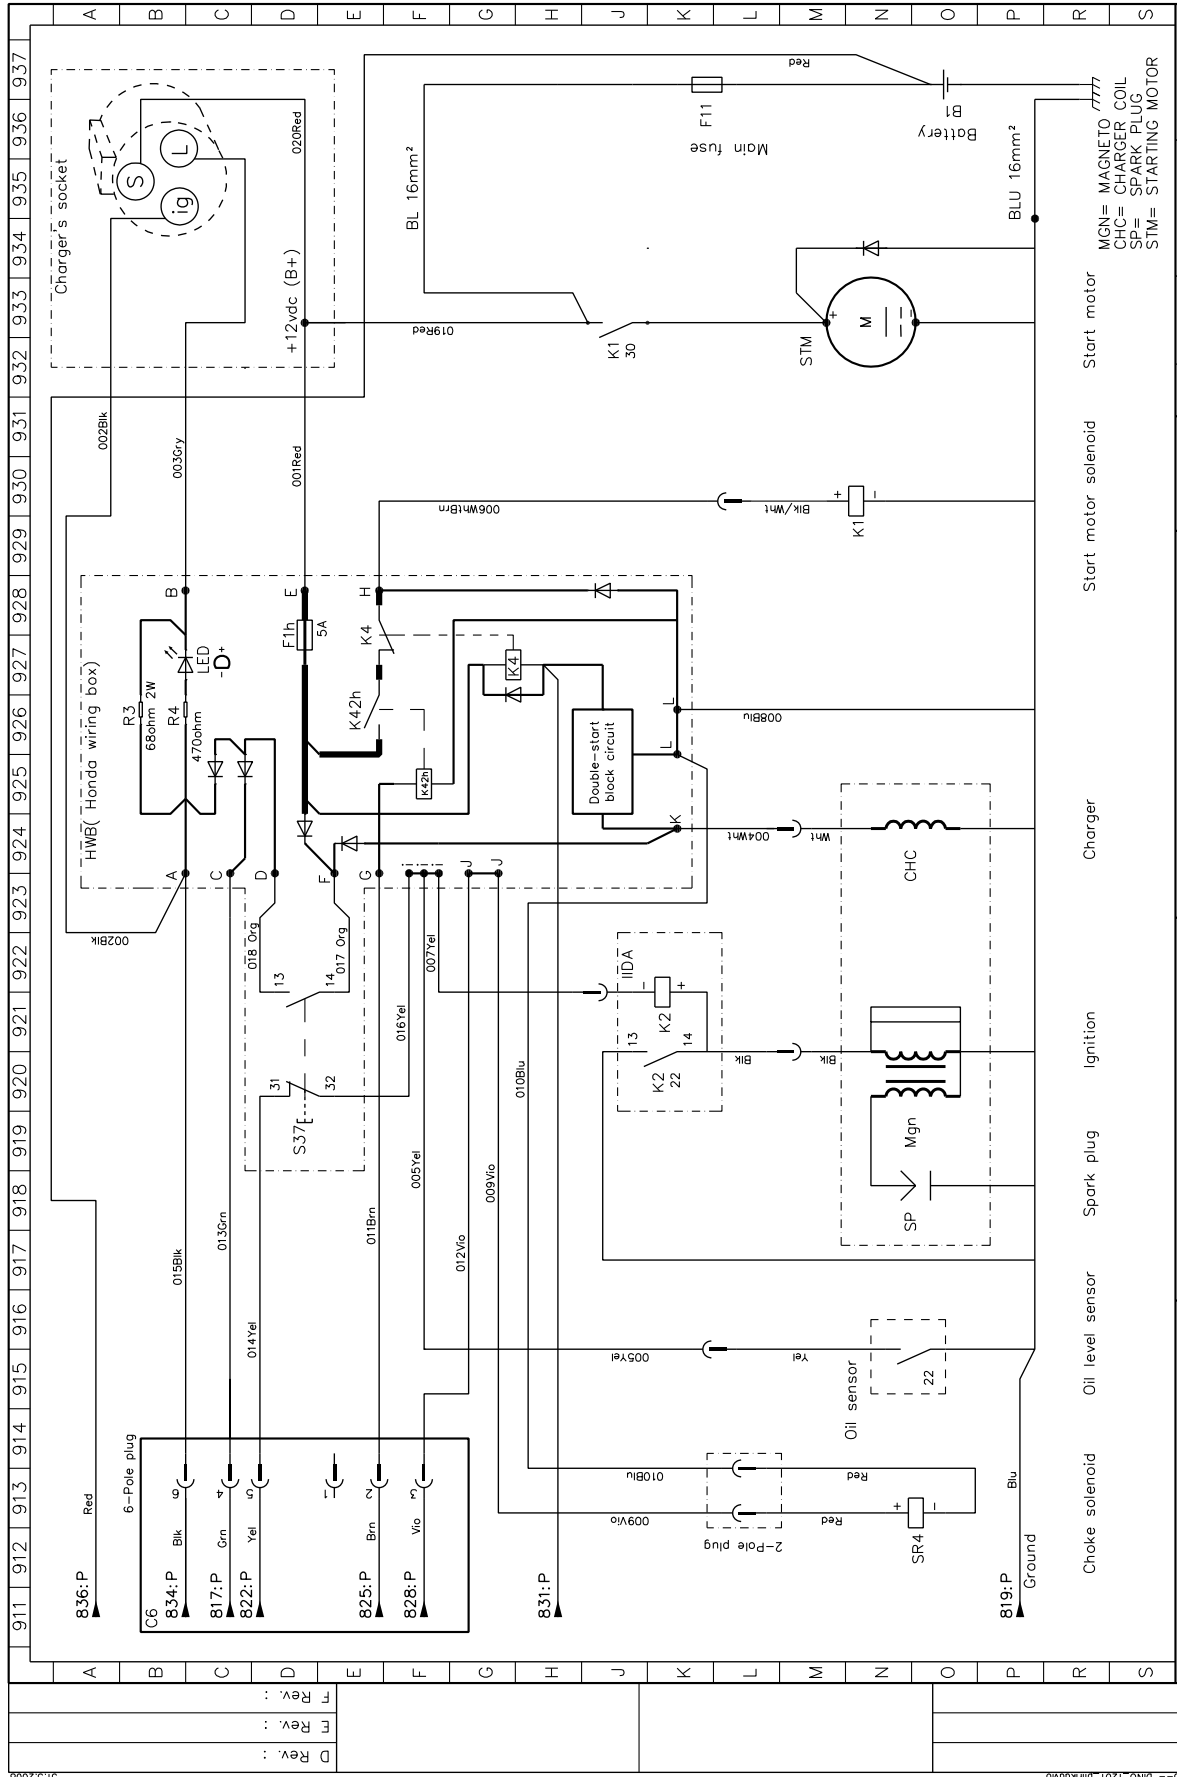 A B C D E F G H J K L M N O P R S
937
936
935
934
933
932
931
930
929
928
927
926
925
924
923
922
921
920
919
918
917
916
915
914
913
912
911
Charger's socket
S
L
ig
020Red
+12vdc (B+)
019Red
BL 16mm²
F11
Main fuse
Red
B1
Battery
BLU 16mm²
MGN= MAGNETO
CHC= CHARGER COIL
SP= SPARK PLUG
STM= STARTING MOTOR
K1
30
STM
M
+
-
Start motor
002Blk
003Gry
001Red
006WhtBrn
Blk/Wht
+
-
K1
Start motor solenoid
HWB( Honda wiring box)
B
E
H
R3
68ohm 2W
R4
470ohm
LED
-D+
F1h
5A
K4
K42h
K4
K42h
Double-start
block circuit
L
L
K
008Blu
004Wht
Wht
CHC
Charger
A
C
D
F
G
J
J
002Blk
018 Org
017 Org
007Yel
016Yel
13
14
31
32
S37
IIDA
-
+
K2
13
14
K2
22
Blk
Blk
Mgn
SP
Ignition
Spark plug
010Blu
005Yel
009Vio
015Blk
013Grn
014Yel
011Brn
012Vio
005Yel
Yel
Oil sensor
22
Oil level sensor
6-Pole plug
6
4
5
1
2
3
Red
Blk
Grn
Yel
Brn
Vio
C6
836:P
834:P
817:P
822:P
825:P
828:P
831:P
819:P
010Blu
009Vio
Red
Red
2-Pole plug
+
-
SR4
Blu
Ground
Choke solenoid
A B C D E F G H J K L M N O P R S
F Rev. :
E Rev. :
D Rev. :